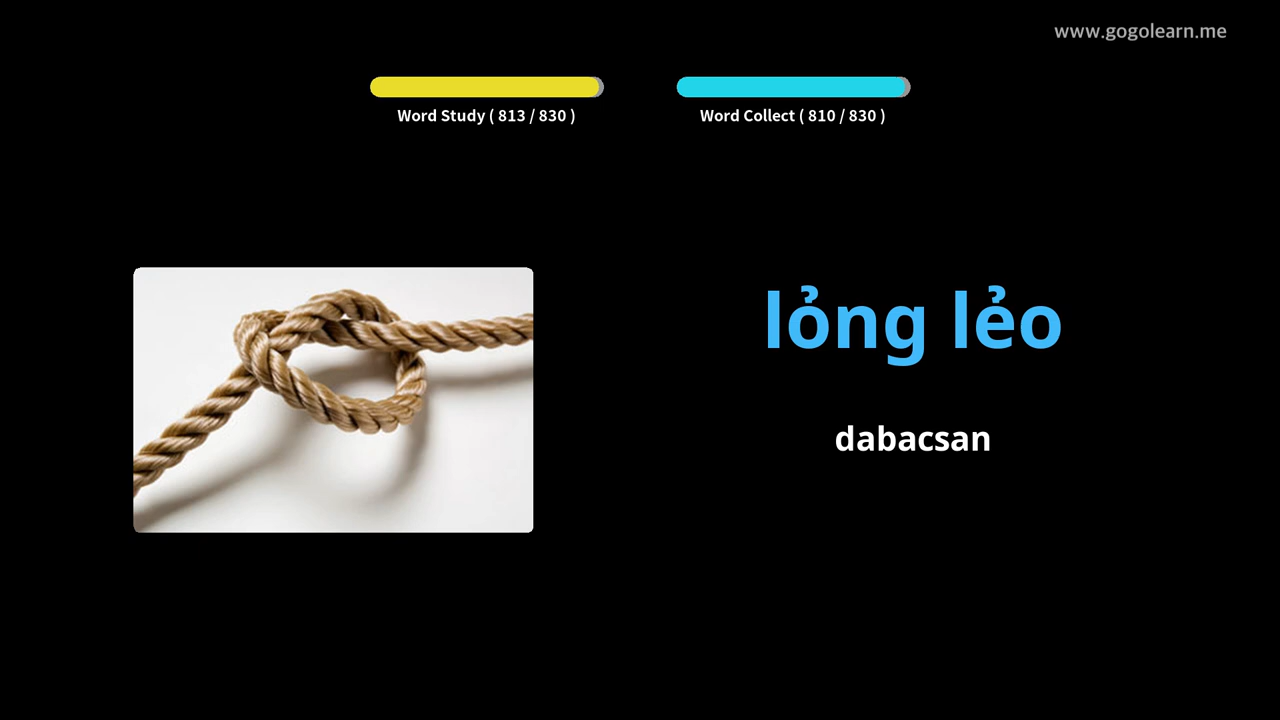 www.gogolearn.me
Word Study ( 813 / 830 )
Word Collect ( 810 / 830 )
lỏng lẻo
dabacsan